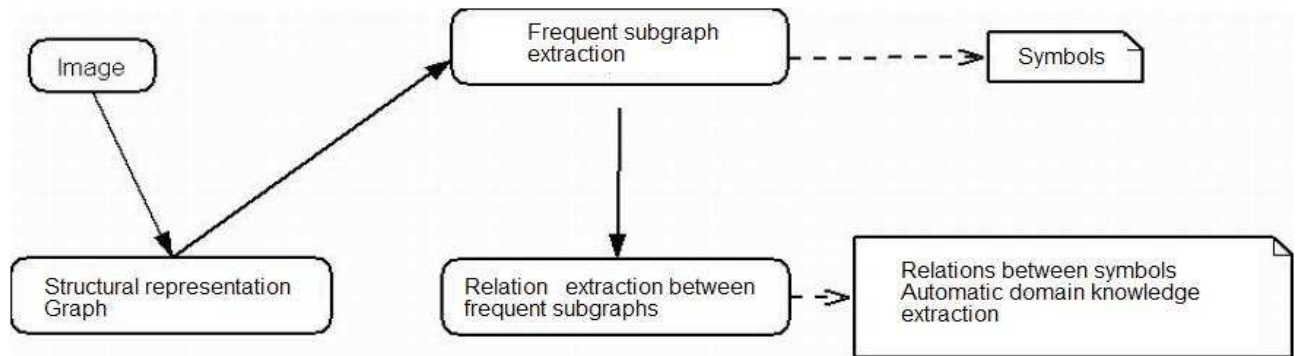 Image
Frequent subgraph
extraction
Symbols
Structural representation
Graph
Relation extraction between
frequent subgraphs
Relations between symbols
Automatic domain knowledge
extraction